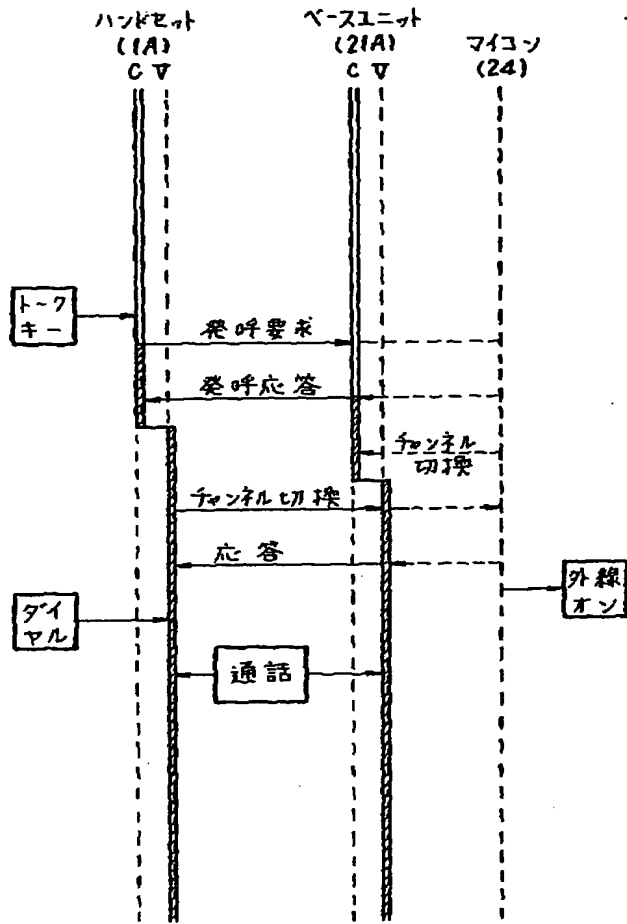 ハンドセット
(1A)
C V
ベースユニット
(21A)
C V
マイコン
(24)
トーク
キー
発呼要求
発呼応答
チャンネル
切換
チャンネル切換
応答
外線
オン
ダイ
ヤル
通話